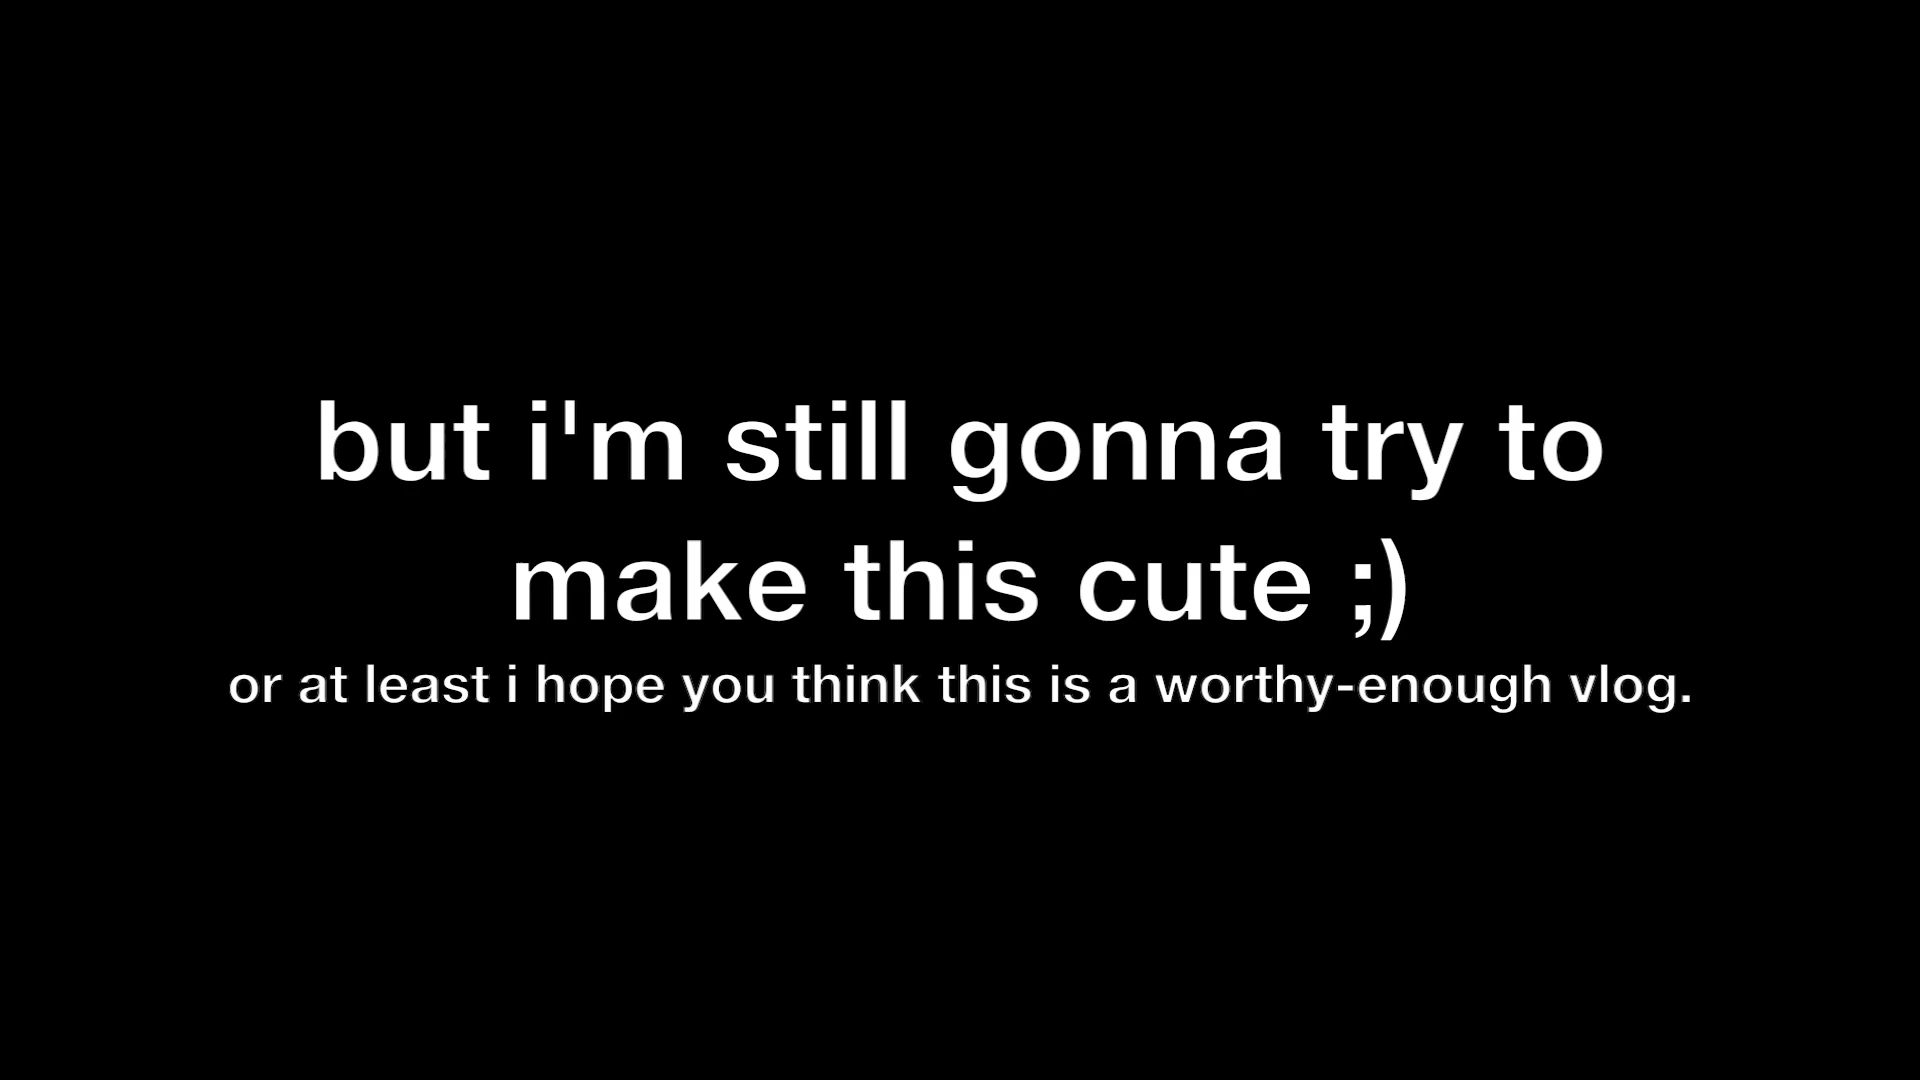 but i'm still gonna try to
make this cute ;)
or at least i hope you think this is a worthy-enough vlog.